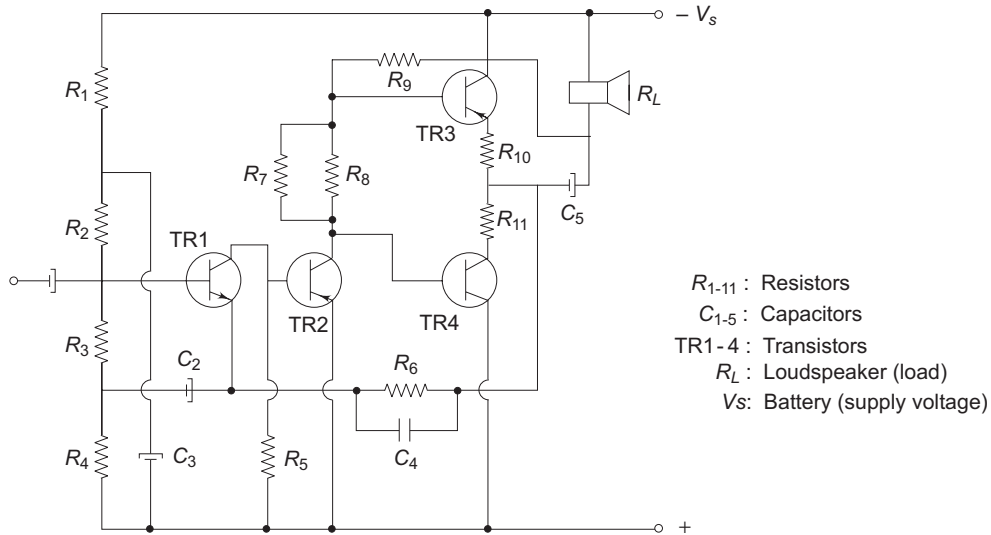 – Vs
R1
R9
RL
TR3
R10
R7
R8
C5
R2
R11
TR1
TR2
TR4
R1-11 : Resistors
C1-5 : Capacitors
TR1-4 : Transistors
RL : Loudspeaker (load)
Vs: Battery (supply voltage)
R3
C2
R6
R4
C3
R5
C4
+